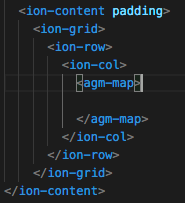 <ion-content padding>
<ion-grid>
<ion-row>
<ion-col>
<agm-map>
</agm-map>
</ion-col>
</ion-row>
</ion-grid>
</ion-content>